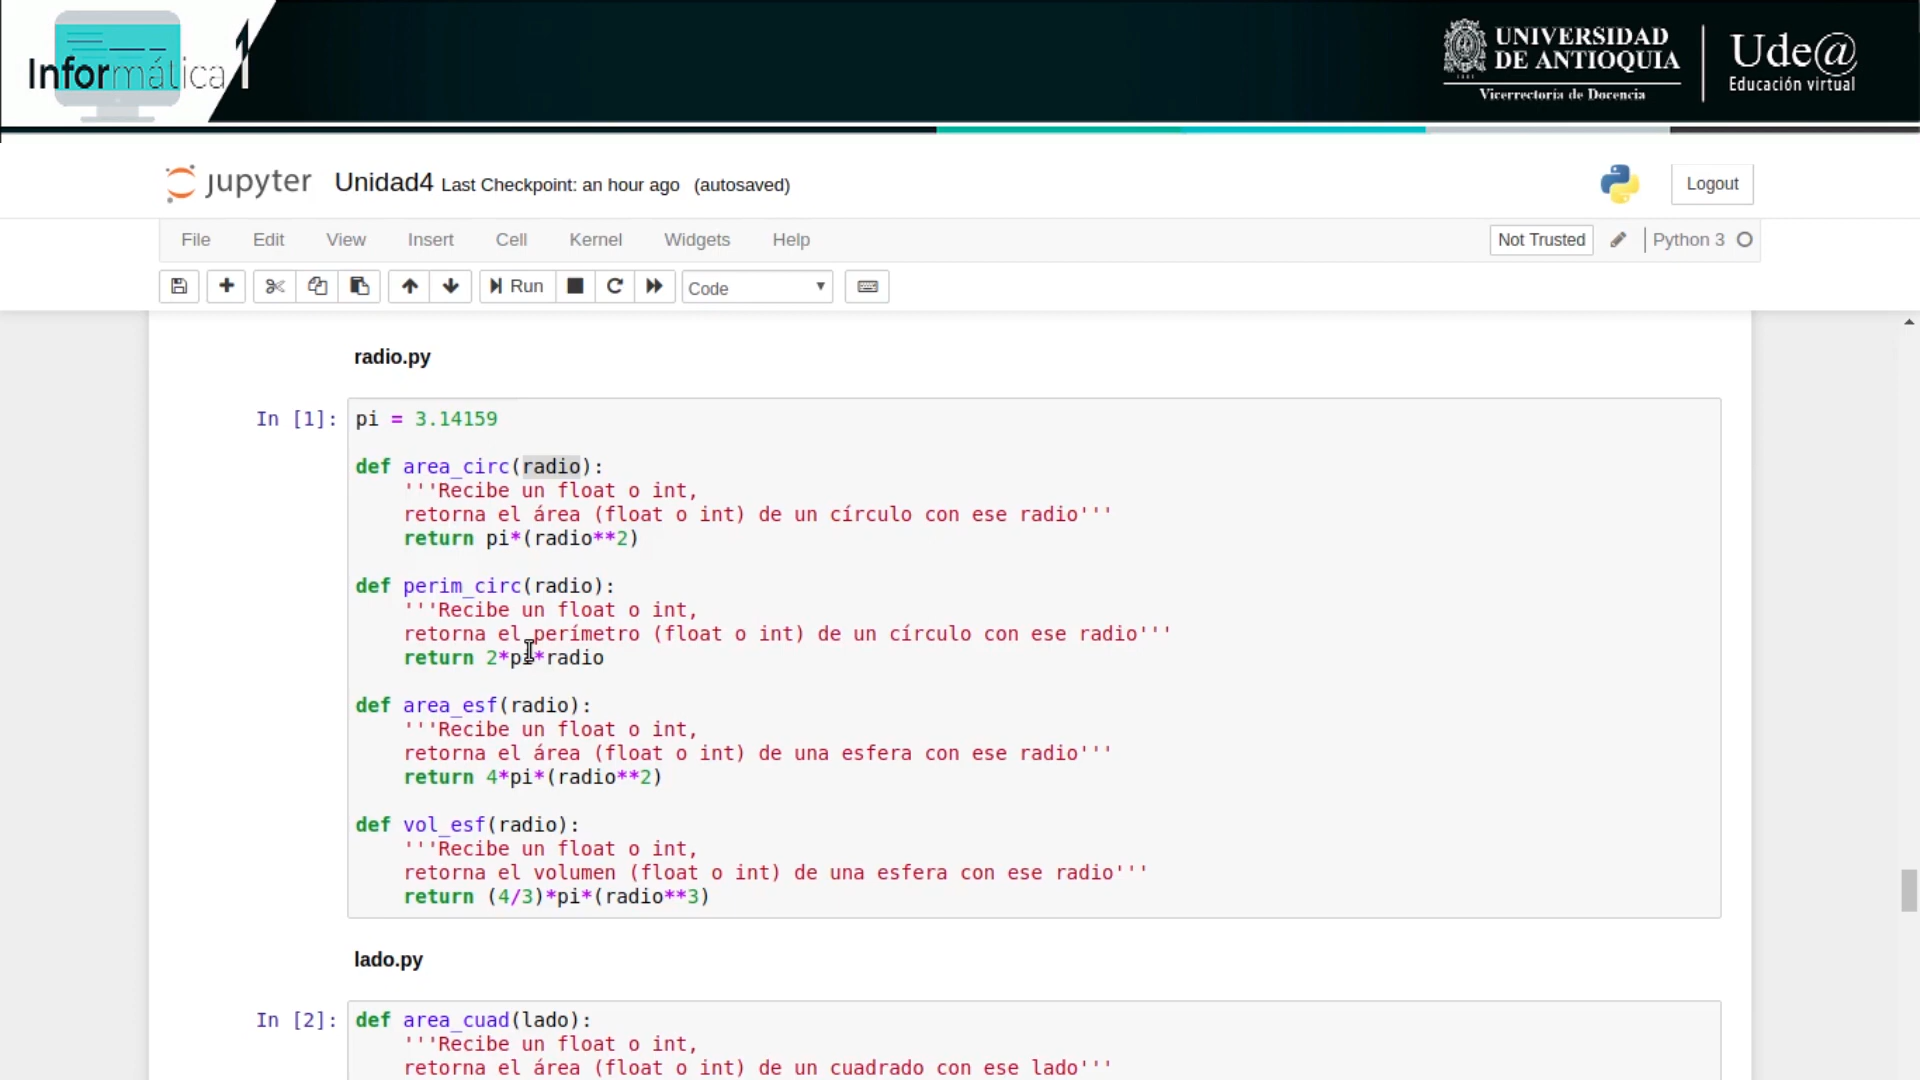 Informática 1
UNIVERSIDAD
DE ANTIOQUIA
Vicerrectoría de Docencia
Ude@
Educación virtual
jupyter Unidad4 Last Checkpoint: an hour ago (autosaved)
Logout
File Edit View Insert Cell Kernel Widgets Help
Not Trusted
Python 3
Run
Code
radio.py
In [1]:
pi = 3.14159
def area_circ(radio):
    '''Recibe un float o int,
    retorna el área (float o int) de un círculo con ese radio'''
    return pi*(radio**2)
def perim_circ(radio):
    '''Recibe un float o int,
    retorna el perímetro (float o int) de un círculo con ese radio'''
    return 2*pi*radio
def area_esf(radio):
    '''Recibe un float o int,
    retorna el área (float o int) de una esfera con ese radio'''
    return 4*pi*(radio**2)
def vol_esf(radio):
    '''Recibe un float o int,
    retorna el volumen (float o int) de una esfera con ese radio'''
    return (4/3)*pi*(radio**3)
lado.py
In [2]:
def area_cuad(lado):
    '''Recibe un float o int,
    retorna el área (float o int) de un cuadrado con ese lado'''